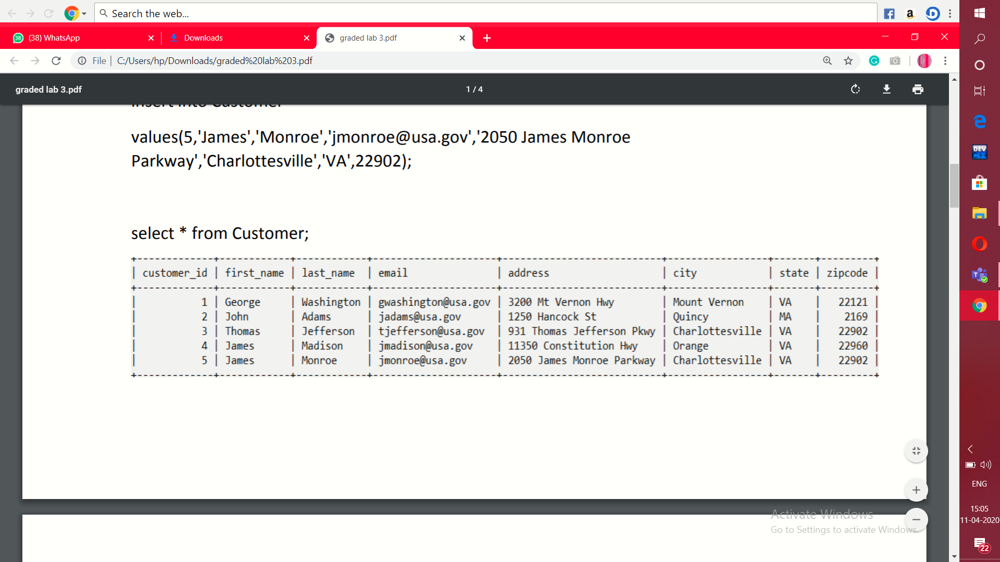 Search the web...
(38) WhatsApp
Downloads
graded lab 3.pdf
File | C:/Users/hp/Downloads/graded%20lab%203.pdf
graded lab 3.pdf
1 / 4
insert into Customer
values(5,'James','Monroe','jmonroe@usa.gov','2050 James Monroe
Parkway','Charlottesville','VA',22902);
select * from Customer;
| customer_id | first_name | last_name | email | address | city | state | zipcode |
| 1 | George | Washington | gwashington@usa.gov | 3200 Mt Vernon Hwy | Mount Vernon | VA | 22121 |
| 2 | John | Adams | jadams@usa.gov | 1250 Hancock St | Quincy | MA | 2169 |
| 3 | Thomas | Jefferson | tjefferson@usa.gov | 931 Thomas Jefferson Pkwy | Charlottesville | VA | 22902 |
| 4 | James | Madison | jmadison@usa.gov | 11350 Constitution Hwy | Orange | VA | 22960 |
| 5 | James | Monroe | jmonroe@usa.gov | 2050 James Monroe Parkway | Charlottesville | VA | 22902 |
Activate Windows
Go to Settings to activate Windows.
DEV
C++
ENG
15:05
11-04-2020
22